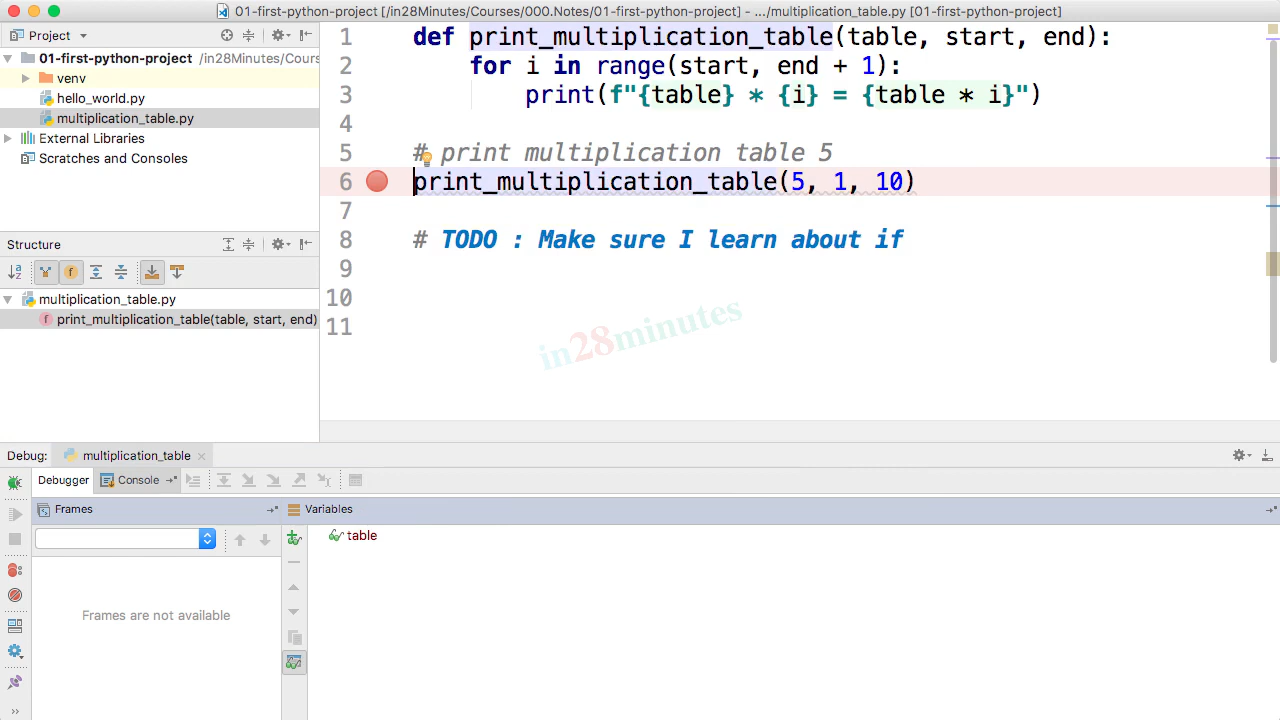 01-first-python-project [/in28Minutes/Courses/000.Notes/01-first-python-project] - .../multiplication_table.py [01-first-python-project]
Project
01-first-python-project /in28Minutes/Cours
venv
hello_world.py
multiplication_table.py
External Libraries
Scratches and Consoles
Structure
multiplication_table.py
print_multiplication_table(table, start, end)
1 def print_multiplication_table(table, start, end):
2 for i in range(start, end + 1):
3 print(f"{table} * {i} = {table * i}")
4
5 # print multiplication table 5
6 print_multiplication_table(5, 1, 10)
7
8 # TODO : Make sure I learn about if
9
10
11
in28minutes
Debug: multiplication_table
Debugger Console
Frames
Variables
table
Frames are not available